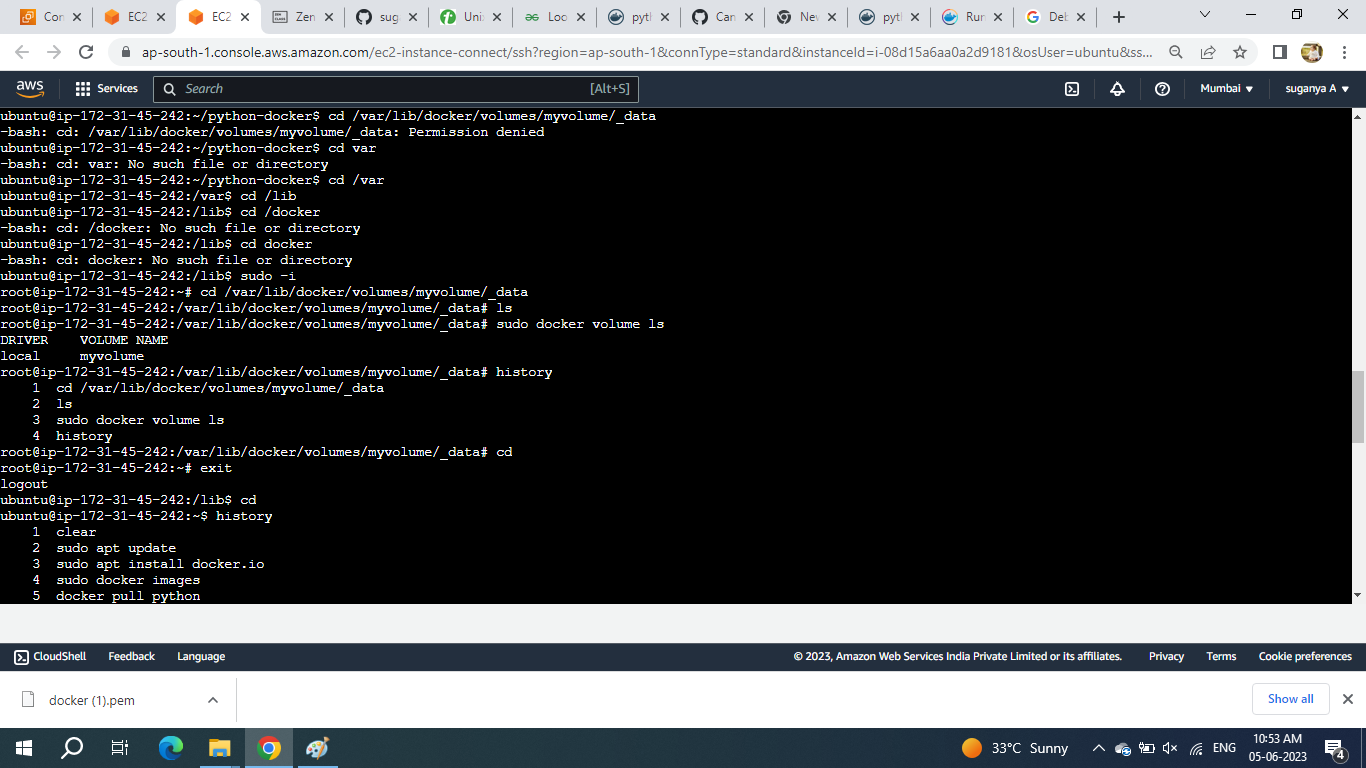 Con
EC2
EC2
Zen
sug
Uni
Loo
pyt
Can
Nev
pyt
Run
Del
ap-south-1.console.aws.amazon.com/ec2-instance-connect/ssh?region=ap-south-1&connType=standard&instanceId=i-08d15a6aa0a2d9181&osUser=ubuntu&ss...
aws
Services
Search
[Alt+S]
Mumbai
suganya A
ubuntu@ip-172-31-45-242:~/python-docker$ cd /var/lib/docker/volumes/myvolume/_data
-bash: cd: /var/lib/docker/volumes/myvolume/_data: Permission denied
ubuntu@ip-172-31-45-242:~/python-docker$ cd var
-bash: cd: var: No such file or directory
ubuntu@ip-172-31-45-242:~/python-docker$ cd /var
ubuntu@ip-172-31-45-242:/var$ cd /lib
ubuntu@ip-172-31-45-242:/lib$ cd /docker
-bash: cd: /docker: No such file or directory
ubuntu@ip-172-31-45-242:/lib$ cd docker
-bash: cd: docker: No such file or directory
ubuntu@ip-172-31-45-242:/lib$ sudo -i
root@ip-172-31-45-242:~# cd /var/lib/docker/volumes/myvolume/_data
root@ip-172-31-45-242:/var/lib/docker/volumes/myvolume/_data# ls
root@ip-172-31-45-242:/var/lib/docker/volumes/myvolume/_data# sudo docker volume ls
DRIVER    VOLUME NAME
local     myvolume
root@ip-172-31-45-242:/var/lib/docker/volumes/myvolume/_data# history
    1  cd /var/lib/docker/volumes/myvolume/_data
    2  ls
    3  sudo docker volume ls
    4  history
root@ip-172-31-45-242:/var/lib/docker/volumes/myvolume/_data# cd
root@ip-172-31-45-242:~# exit
logout
ubuntu@ip-172-31-45-242:/lib$ cd
ubuntu@ip-172-31-45-242:~$ history
    1  clear
    2  sudo apt update
    3  sudo apt install docker.io
    4  sudo docker images
    5  docker pull python
CloudShell
Feedback
Language
© 2023, Amazon Web Services India Private Limited or its affiliates.
Privacy
Terms
Cookie preferences
docker (1).pem
Show all
33°C Sunny
ENG
10:53 AM
05-06-2023
4